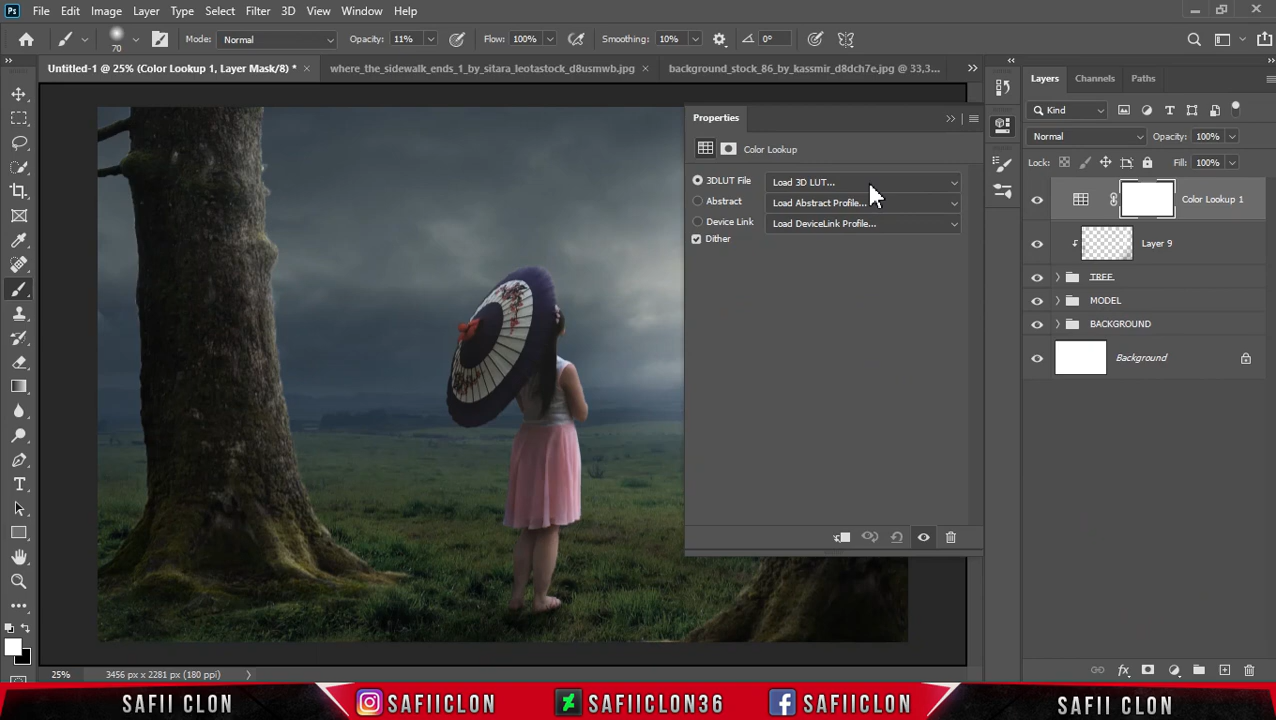 Ps File Edit Image Layer Type Select Filter 3D View Window Help
70 Mode: Normal Opacity: 11% Flow: 100% Smoothing: 10% 0°
Untitled-1 @ 25% (Color Lookup 1, Layer Mask/8) * × where_the_sidewalk_ends_1_by_sitara_leotastock_d8usmwb.jpg × background_stock_86_by_kassmir_d8dch7e.jpg @ 33,3...
Layers Channels Paths
Kind
Normal Opacity: 100%
Lock: Fill: 100%
Color Lookup 1
Layer 9
TREE
MODEL
BACKGROUND
Background
Properties
Color Lookup
3DLUT File Load 3D LUT...
Abstract Load Abstract Profile...
Device Link Load DeviceLink Profile...
Dither
25% 3456 px x 2281 px (180 ppi)
SAFII CLON SAFIICLON SAFIICLON36 SAFIICLON SAFII CLON